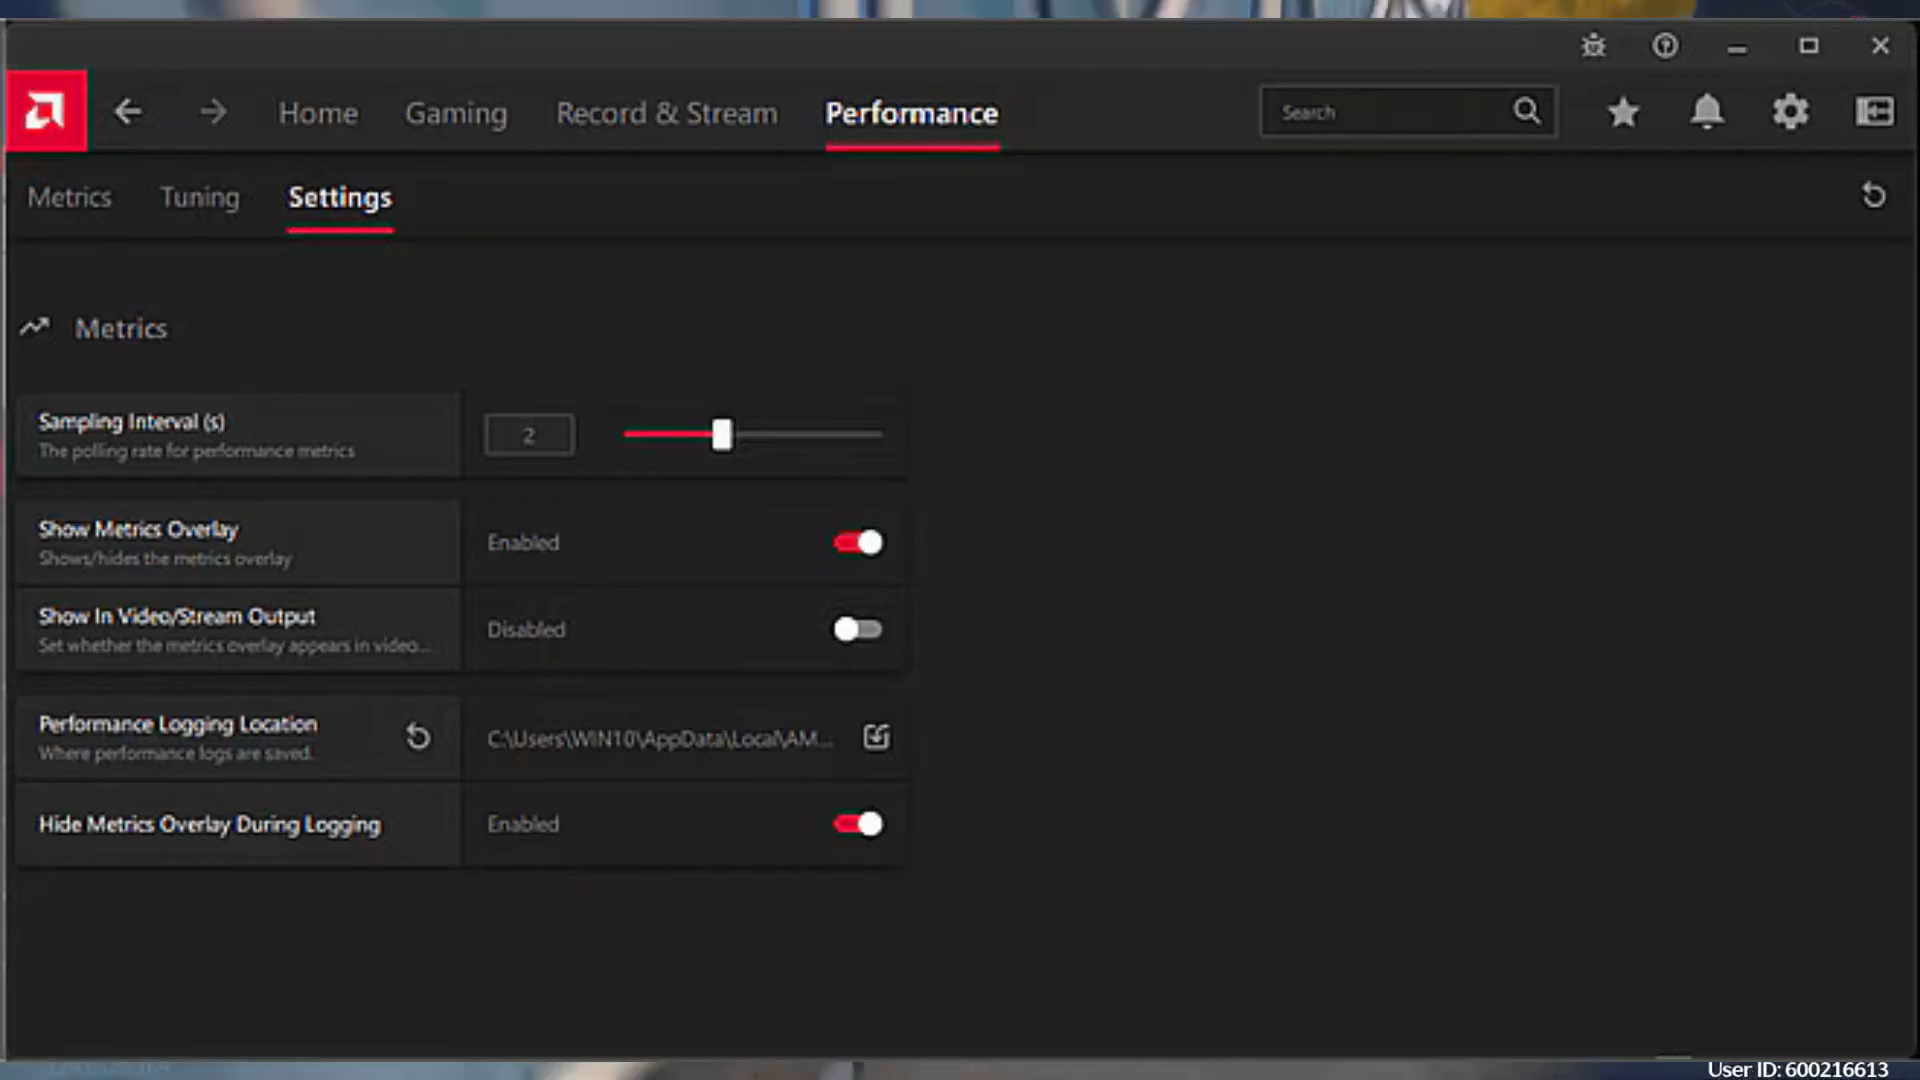 Home Gaming Record & Stream Performance Search
Metrics Tuning Settings
Metrics
Sampling Interval (s)
The polling rate for performance metrics
2
Show Metrics Overlay
Shows/hides the metrics overlay
Enabled
Show In Video/Stream Output
Set whether the metrics overlay appears in video...
Disabled
Performance Logging Location
Where performance logs are saved.
C:\Users\WIN10\AppData\Local\AM...
Hide Metrics Overlay During Logging
Enabled
User ID: 600216613